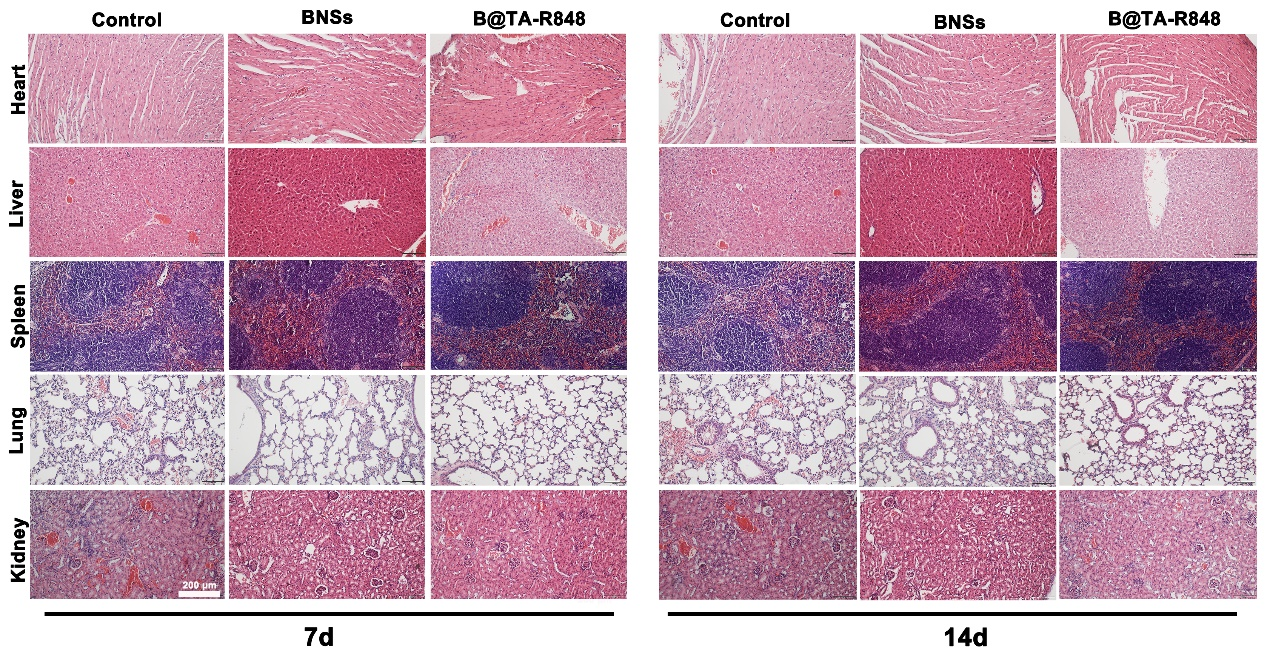 Control BNSs B@TA-R848 Control BNSs B@TA-R848
Heart
Liver
Spleen
Lung
Kidney
200 μm
7d 14d